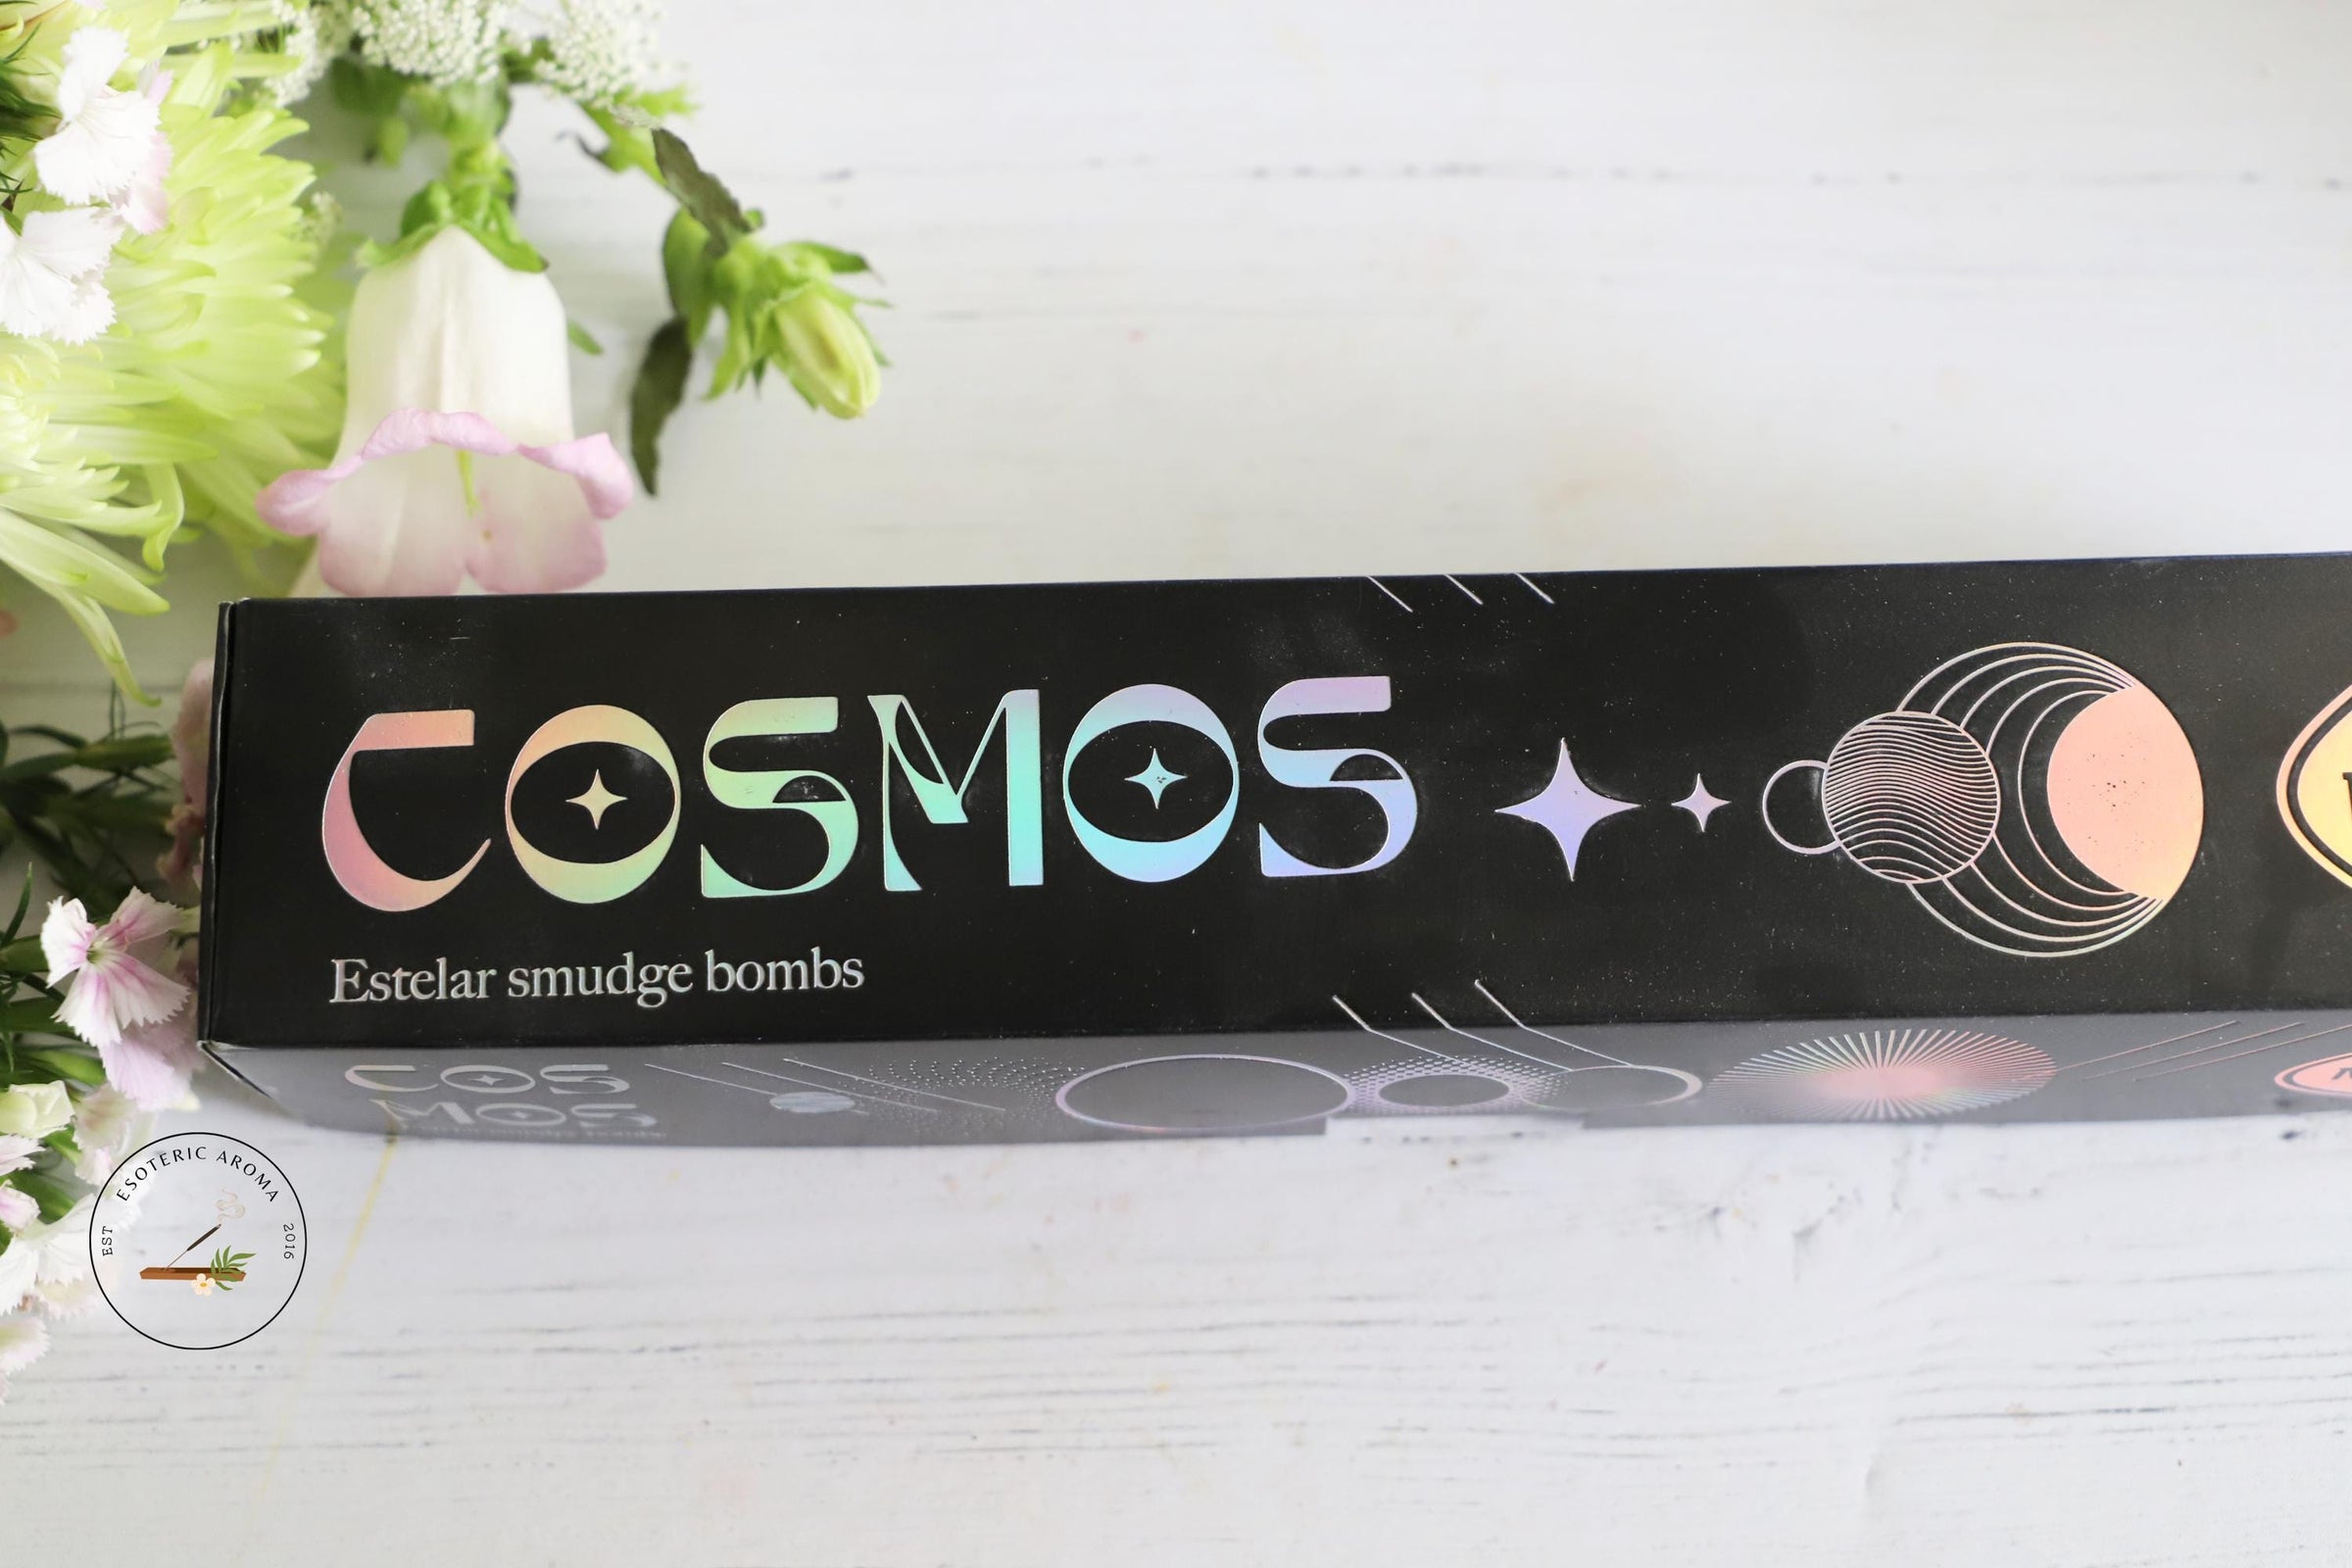 COSMOS
Estelar smudge bombs
COS
MOS
ESOTERIC AROMA
EST
2016